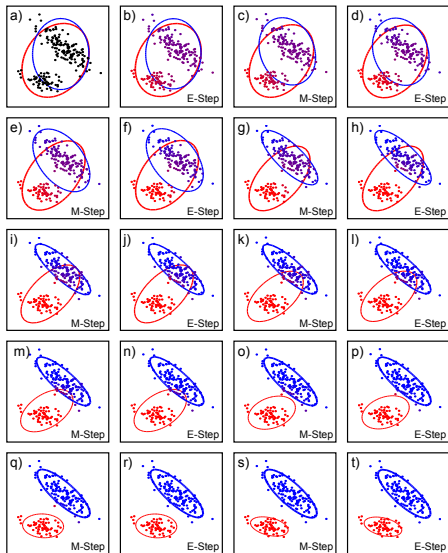 a) b) c) d)
E-Step M-Step E-Step
e) f) g) h)
M-Step E-Step M-Step E-Step
i) j) k) l)
M-Step E-Step M-Step E-Step
m) n) o) p)
M-Step E-Step M-Step E-Step
q) r) s) t)
M-Step E-Step M-Step E-Step